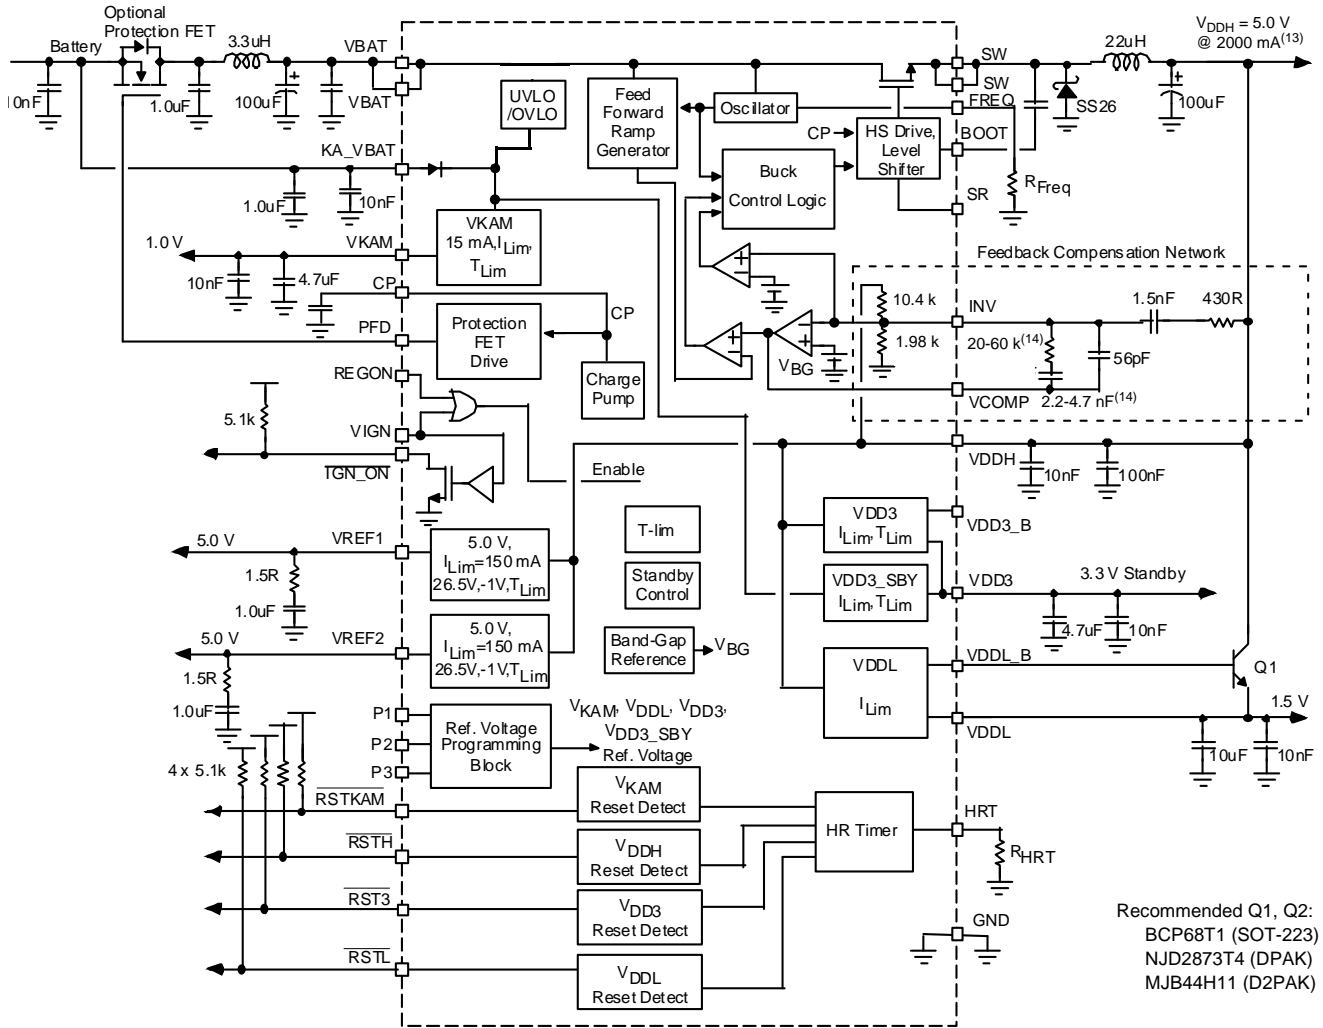 Optional
Protection FET
Battery
10nF
1.0uF
3.3uH
100uF
VBAT
VBAT
KA_VBAT
1.0uF
10nF
UVLO
/OVLO
Feed
Forward
Ramp
Generator
Oscillator
CP
HS Drive,
Level
Shifter
Buck
Control Logic
SW
SW
FREQ
BOOT
SR
RFreq
22uH
SS26
100uF
VDDH = 5.0 V
@ 2000 mA(13)
1.0 V
VKAM
10nF
4.7uF
VKAM
15 mA,ILim,
TLim
CP
CP
PFD
Protection
FET
Drive
Charge
Pump
VBG
Feedback Compensation Network
10.4 k
1.98 k
INV
1.5nF
430R
20-60 k(14)
56pF
VCOMP
2.2-4.7 nF(14)
REGON
5.1k
VIGN
IGN_ON
Enable
VDDH
10nF
100nF
5.0 V
VREF1
1.5R
1.0uF
5.0 V,
ILim=150 mA
26.5V,-1V,TLim
T-lim
Standby
Control
VDD3
ILim,TLim
VDD3_B
VDD3_SBY
ILim,TLim
VDD3
3.3 V Standby
4.7uF
10nF
5.0 V
VREF2
1.5R
1.0uF
5.0 V,
ILim=150 mA
26.5V,-1V,TLim
Band-Gap
Reference
VBG
VDDL
ILim
VDDL_B
Q1
VDDL
1.5 V
10uF
10nF
P1
P2
P3
Ref. Voltage
Programming
Block
VKAM, VDDL, VDD3,
VDD3_SBY
Ref. Voltage
4 x 5.1k
RSTKAM
VKAM
Reset Detect
RSTH
VDDH
Reset Detect
RST3
VDD3
Reset Detect
RSTL
VDDL
Reset Detect
HR Timer
HRT
RHRT
GND
Recommended Q1, Q2:
BCP68T1 (SOT-223)
NJD2873T4 (DPAK)
MJB44H11 (D2PAK)